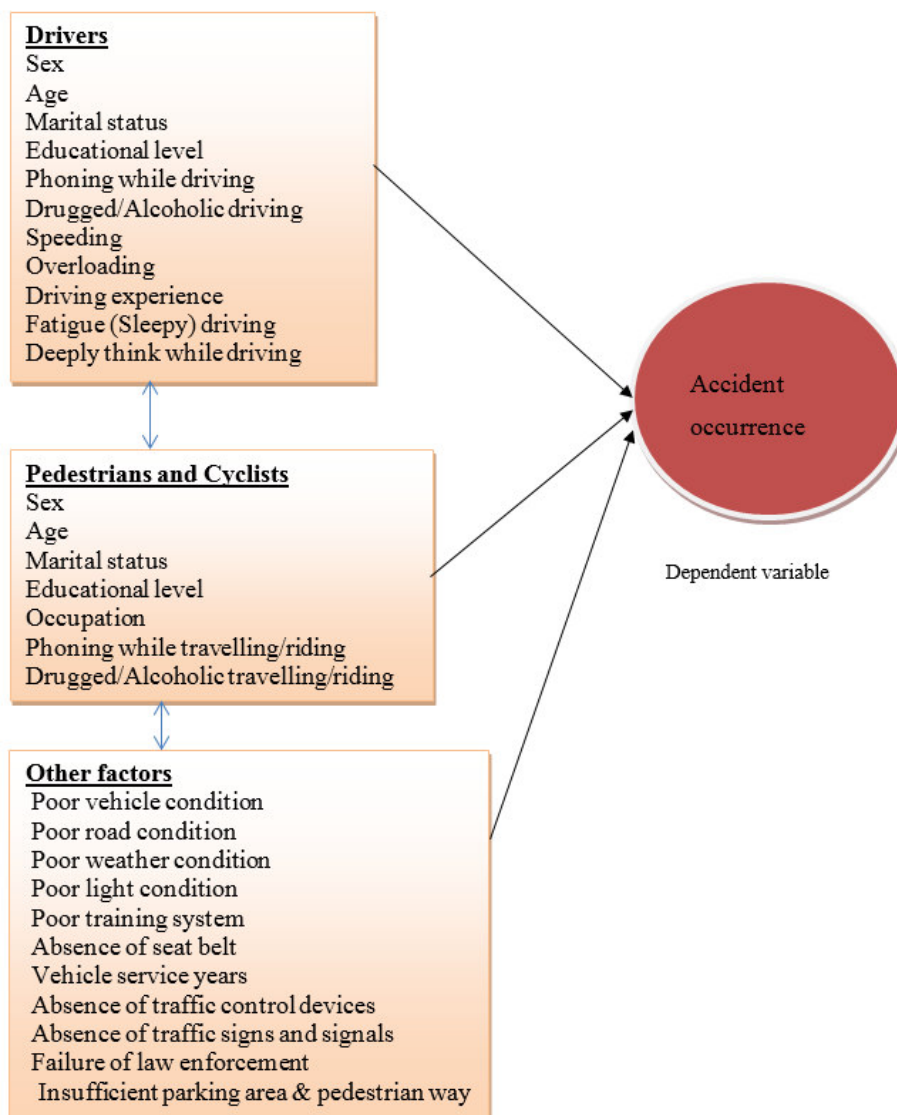 Drivers
Sex
Age
Marital status
Educational level
Phoning while driving
Drugged/Alcoholic driving
Speeding
Overloading
Driving experience
Fatigue (Sleepy) driving
Deeply think while driving
Pedestrians and Cyclists
Sex
Age
Marital status
Educational level
Occupation
Phoning while travelling/riding
Drugged/Alcoholic travelling/riding
Other factors
Poor vehicle condition
Poor road condition
Poor weather condition
Poor light condition
Poor training system
Absence of seat belt
Vehicle service years
Absence of traffic control devices
Absence of traffic signs and signals
Failure of law enforcement
Insufficient parking area & pedestrian way
Accident
occurrence
Dependent variable